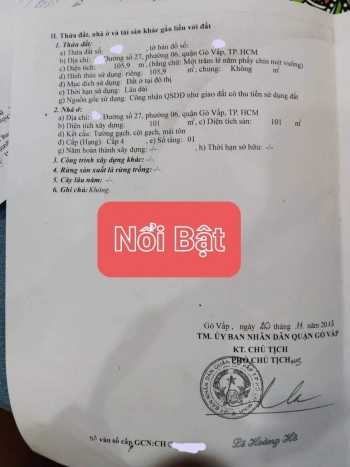 II. Thửa đất, nhà ở và tài sản khác gắn liền với đất
1. Thửa đất:
a) Thửa đất số: , tờ bản đồ số:
b) Địa chỉ: Đường số 27, phường 06, quận Gò Vấp, TP. HCM
c) Diện tích: 105,9 m², (bằng chữ: Một trăm lẻ năm phẩy chín mét vuông)
d) Hình thức sử dụng: riêng: 105,9 m², chung: Không m²
đ) Mục đích sử dụng: Đất ở tại đô thị
e) Thời hạn sử dụng: Lâu dài
g) Nguồn gốc sử dụng: Công nhận QSDĐ như giao đất có thu tiền sử dụng đất
2. Nhà ở:
a) Địa chỉ: Đường số 27, phường 06, quận Gò Vấp, TP. HCM
b) Diện tích xây dựng: 101 m², c) Diện tích sàn: 101 m²
d) Kết cấu: Tường gạch, cột gạch, mái tôn
đ) Cấp (Hạng): Cấp 4 e) Số tầng: 01
g) Năm hoàn thành xây dựng: -/- h) Thời hạn sở hữu: -/-
3. Công trình xây dựng khác: -/-
4. Rừng sản xuất là rừng trồng: -/-
5. Cây lâu năm: -/-
6. Ghi chú: Không.
Nổi Bật
Gò Vấp, ngày 20 tháng 11 năm 2015
TM. ỦY BAN NHÂN DÂN QUẬN GÒ VẤP
KT. CHỦ TỊCH
PHÓ CHỦ TỊCH
Lê Hoàng Hà
Số vào sổ cấp GCN:CH